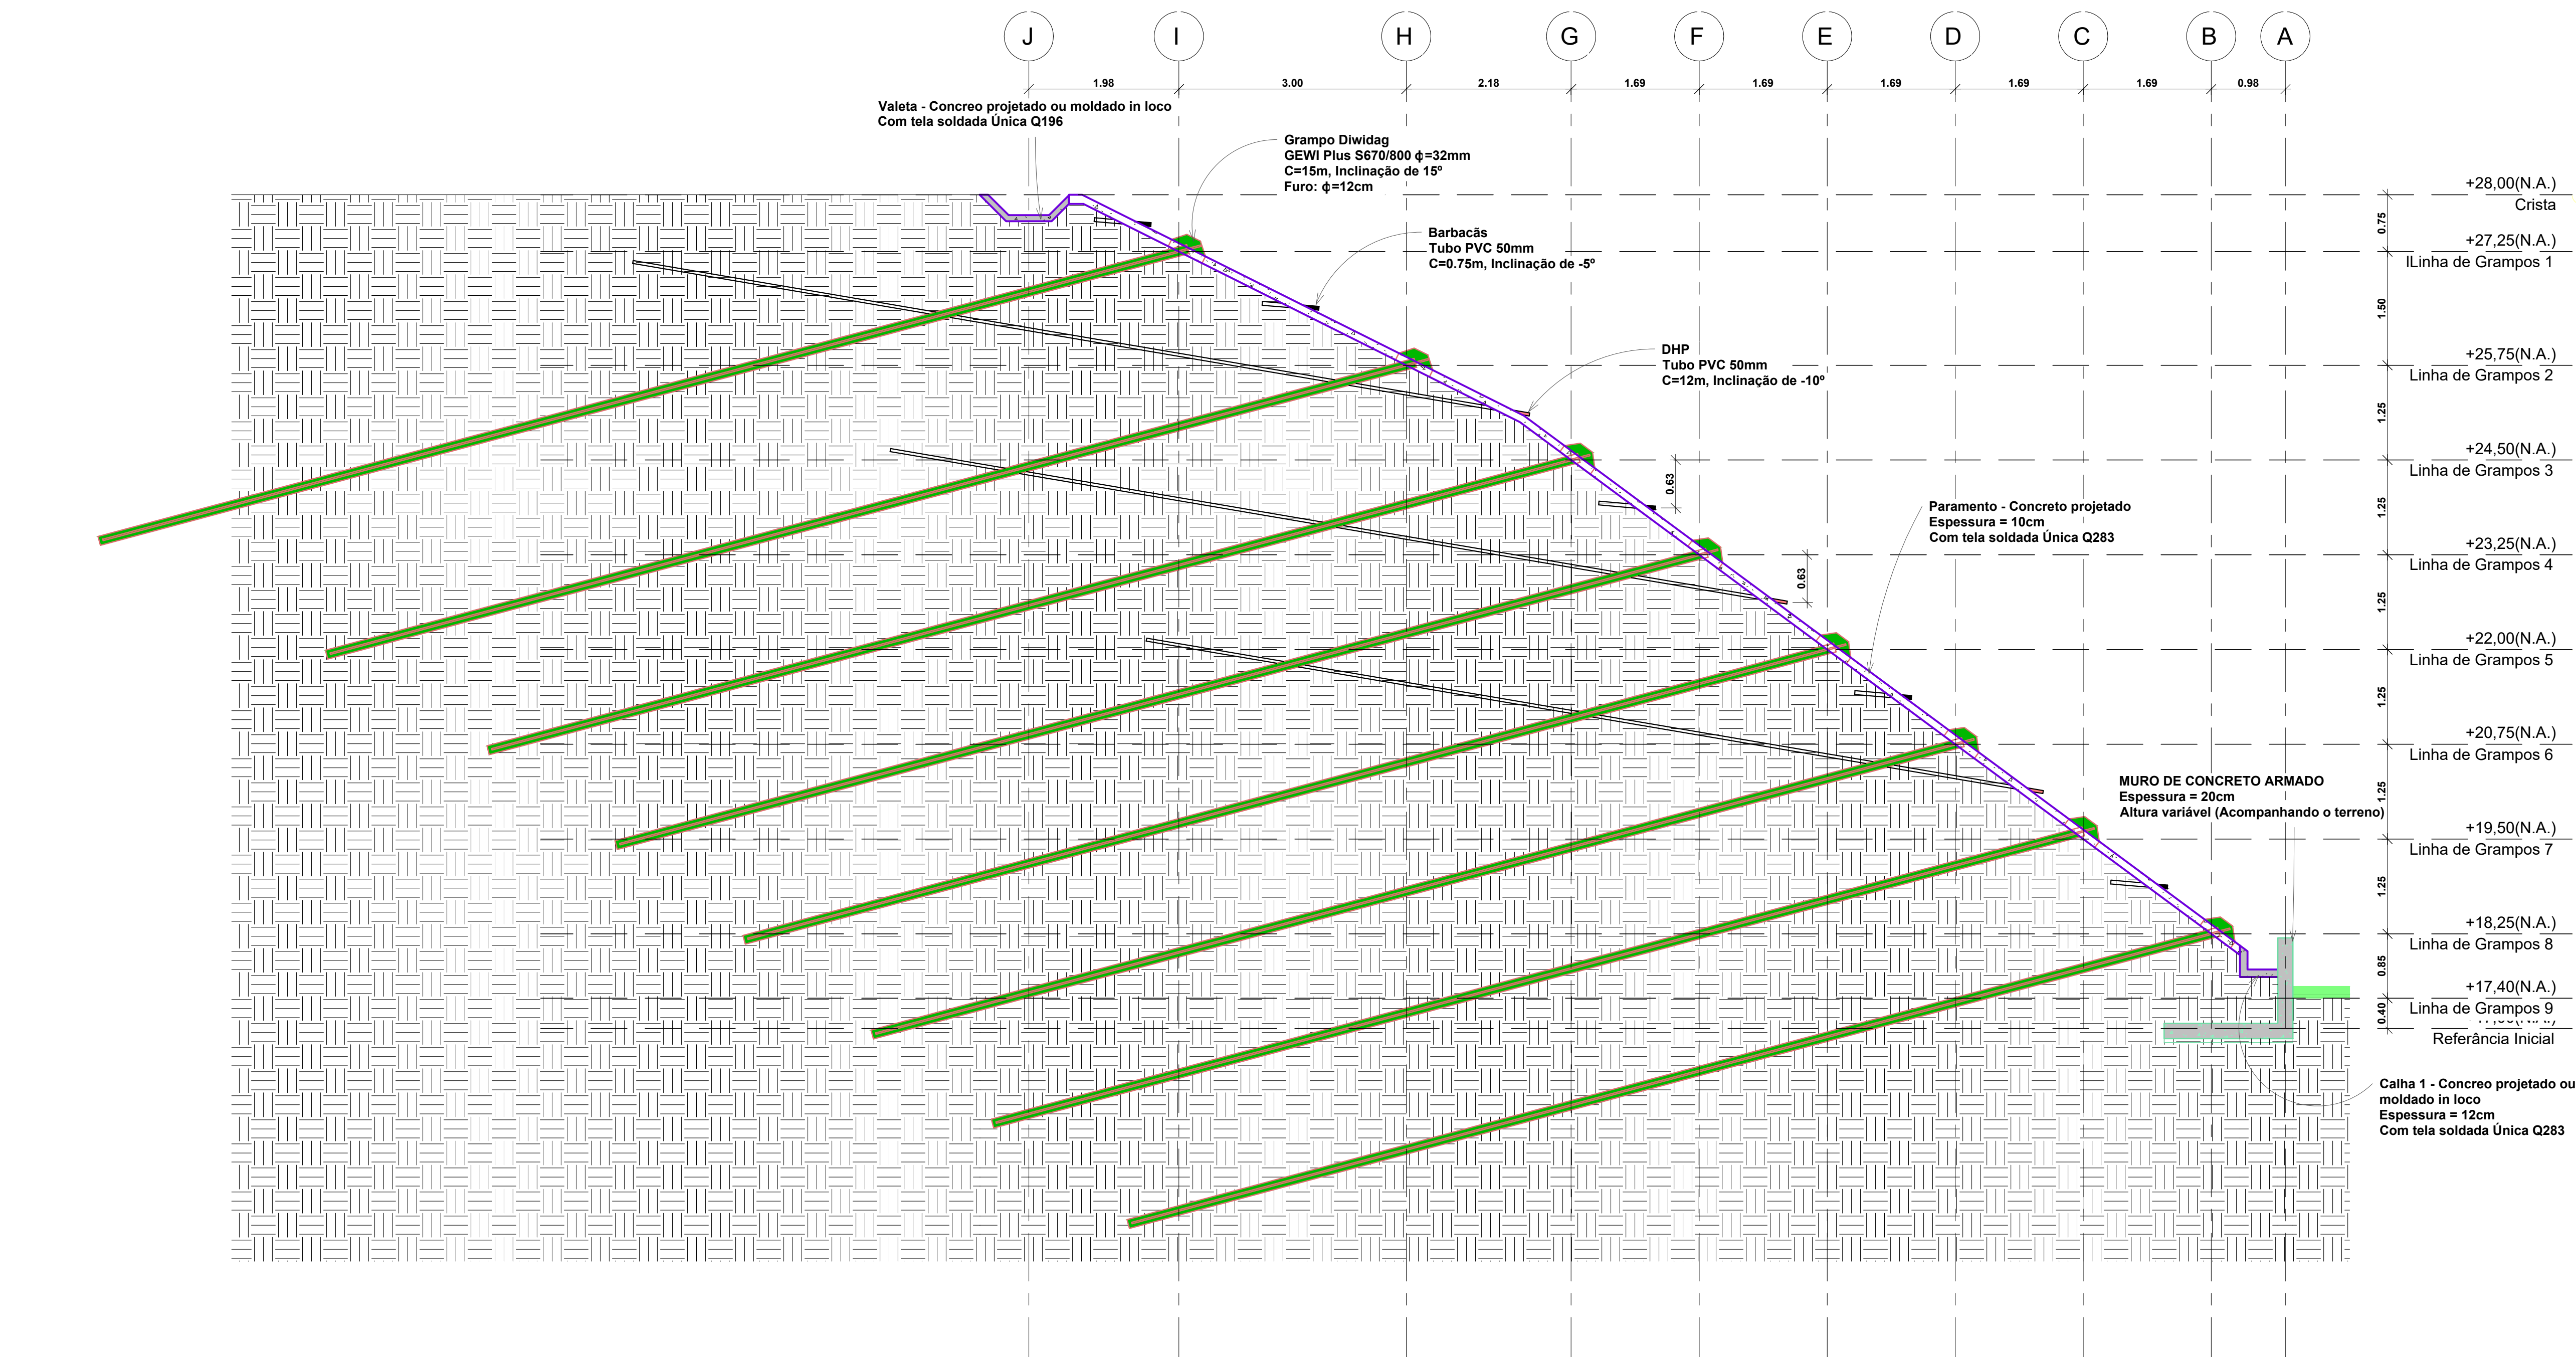 J
I
H
G
F
E
D
C
B
A
1.98
3.00
2.18
1.69
1.69
1.69
1.69
1.69
0.98
Valeta - Concreo projetado ou moldado in loco
Com tela soldada Única Q196
Grampo Diwidag
GEWI Plus S670/800 ϕ=32mm
C=15m, Inclinação de 15º
Furo: ϕ=12cm
Barbacãs
Tubo PVC 50mm
C=0.75m, Inclinação de -5º
DHP
Tubo PVC 50mm
C=12m, Inclinação de -10º
0.63
0.63
Paramento - Concreto projetado
Espessura = 10cm
Com tela soldada Única Q283
MURO DE CONCRETO ARMADO
Espessura = 20cm
Altura variável (Acompanhando o terreno)
+28,00(N.A.)
Crista
0.75
+27,25(N.A.)
lLinha de Grampos 1
1.50
+25,75(N.A.)
Linha de Grampos 2
1.25
+24,50(N.A.)
Linha de Grampos 3
1.25
+23,25(N.A.)
Linha de Grampos 4
1.25
+22,00(N.A.)
Linha de Grampos 5
1.25
+20,75(N.A.)
Linha de Grampos 6
1.25
+19,50(N.A.)
Linha de Grampos 7
1.25
+18,25(N.A.)
Linha de Grampos 8
0.85
+17,40(N.A.)
Linha de Grampos 9
0.40
Referância Inicial
Calha 1 - Concreo projetado ou
moldado in loco
Espessura = 12cm
Com tela soldada Única Q283